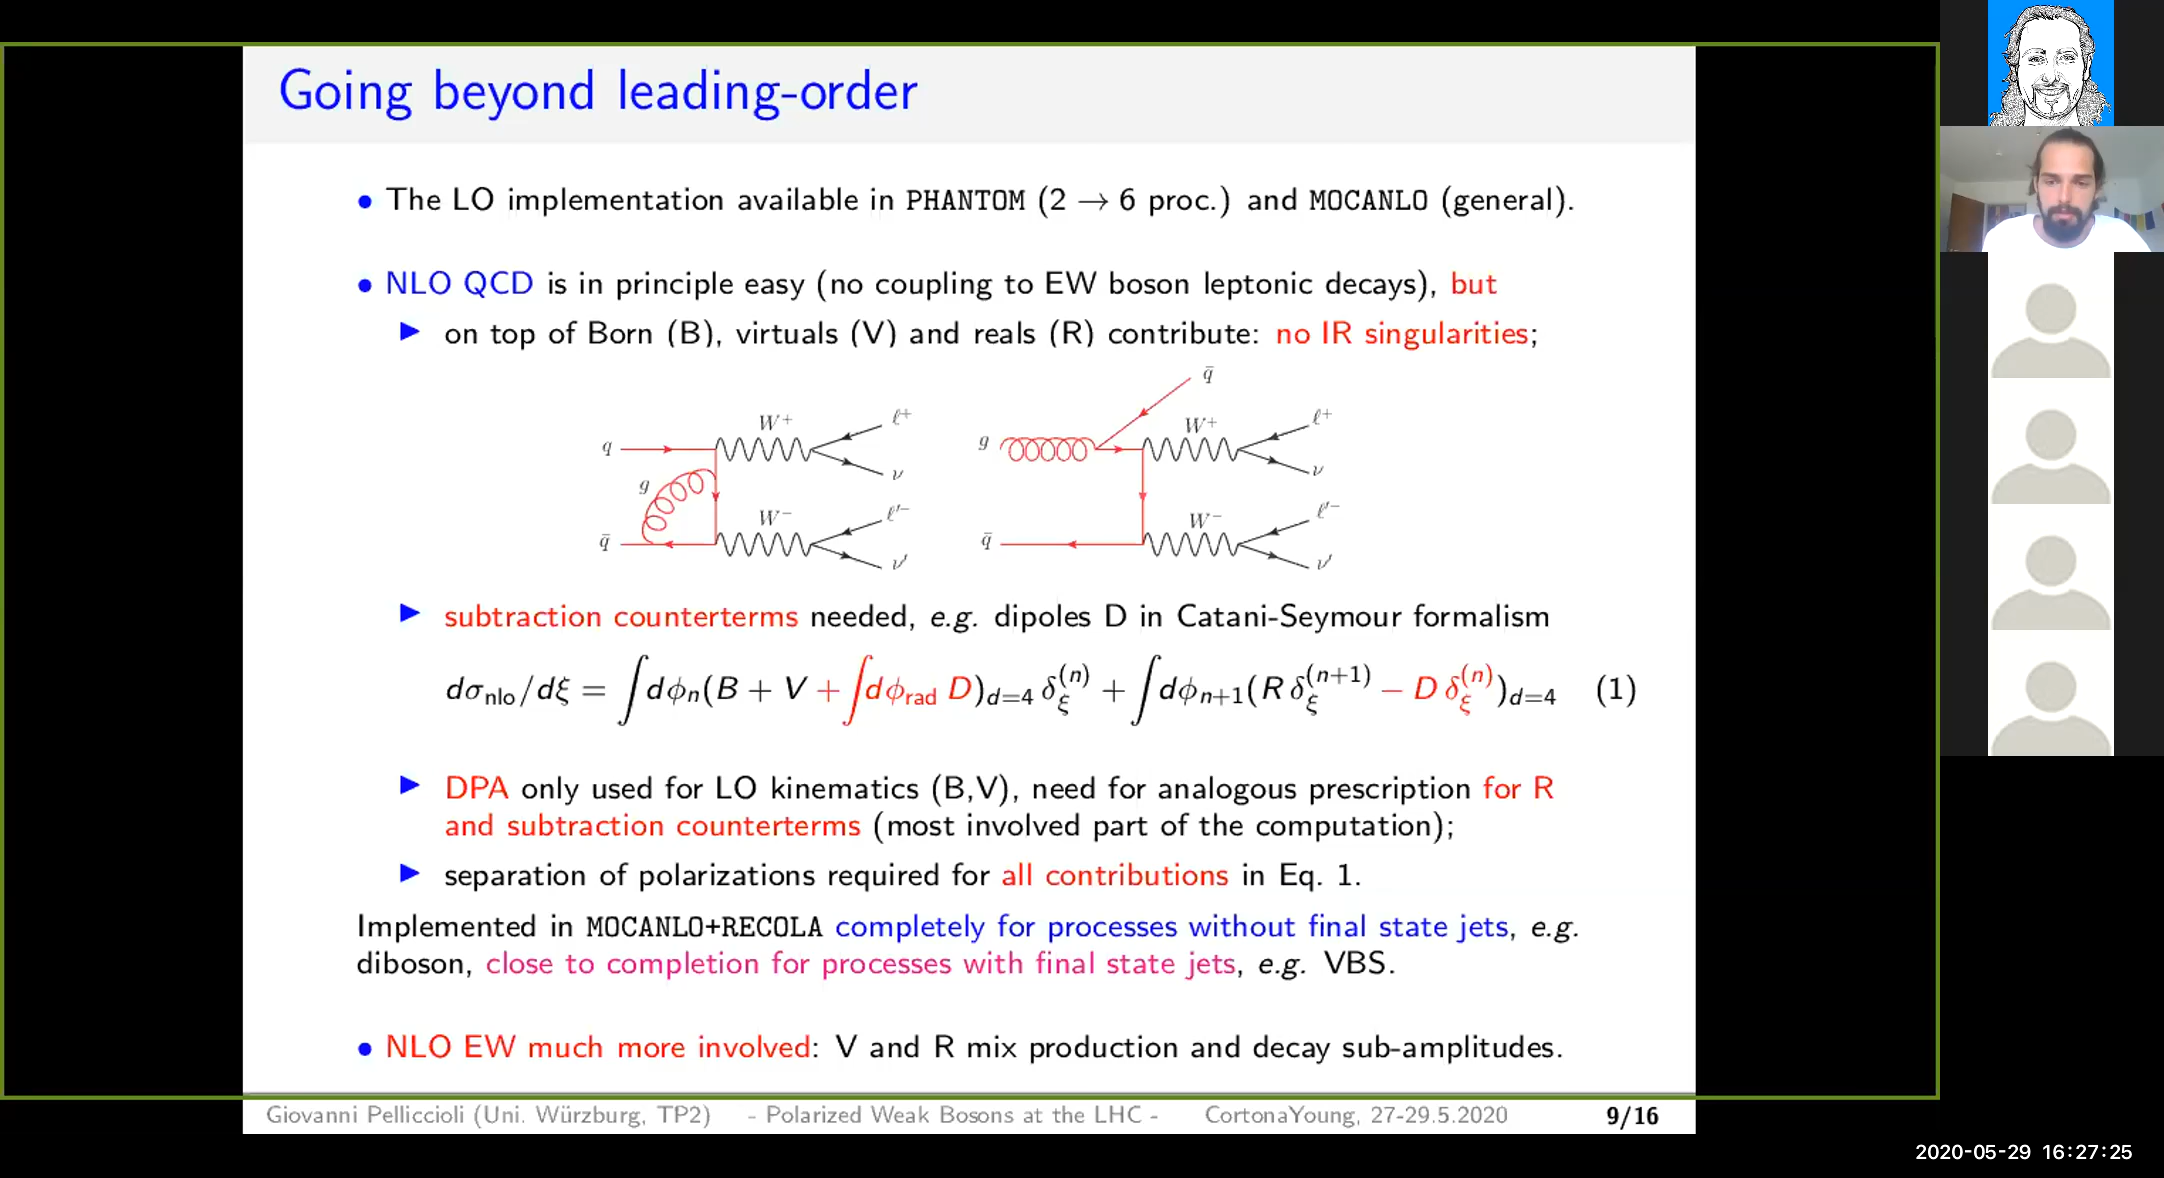 Going beyond leading-order
• The LO implementation available in PHANTOM (2 → 6 proc.) and MOCANLO (general).
• NLO QCD is in principle easy (no coupling to EW boson leptonic decays), but
▶ on top of Born (B), virtuals (V) and reals (R) contribute: no IR singularities;
q̄
q W⁺ ℓ⁺ g W⁺ ℓ⁺
g ν ν
q̄ W⁻ ℓ′⁻ q̄ W⁻ ℓ′⁻
ν′ ν′
▶ subtraction counterterms needed, e.g. dipoles D in Catani-Seymour formalism
dσ_nlo/dξ = ∫dϕ_n(B + V + ∫dϕ_rad D)_{d=4} δ_ξ^{(n)} + ∫dϕ_{n+1}(R δ_ξ^{(n+1)} − D δ_ξ^{(n)})_{d=4} (1)
▶ DPA only used for LO kinematics (B,V), need for analogous prescription for R
and subtraction counterterms (most involved part of the computation);
▶ separation of polarizations required for all contributions in Eq. 1.
Implemented in MOCANLO+RECOLA completely for processes without final state jets, e.g.
diboson, close to completion for processes with final state jets, e.g. VBS.
• NLO EW much more involved: V and R mix production and decay sub-amplitudes.
Giovanni Pelliccioli (Uni. Würzburg, TP2) - Polarized Weak Bosons at the LHC - CortonaYoung, 27-29.5.2020 9/16
2020-05-29 16:27:25